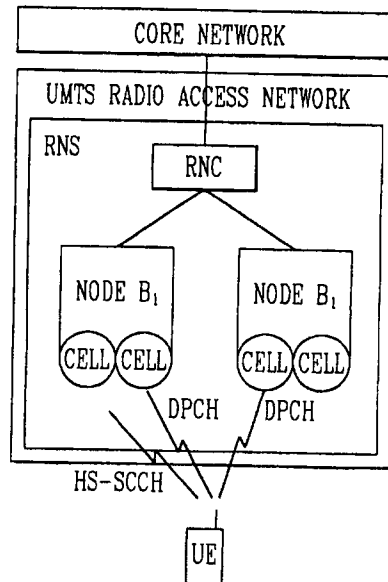 CORE NETWORK
UMTS RADIO ACCESS NETWORK
RNS
RNC
NODE B₁ NODE B₁
CELL CELL CELL CELL
DPCH DPCH
HS-SCCH
UE